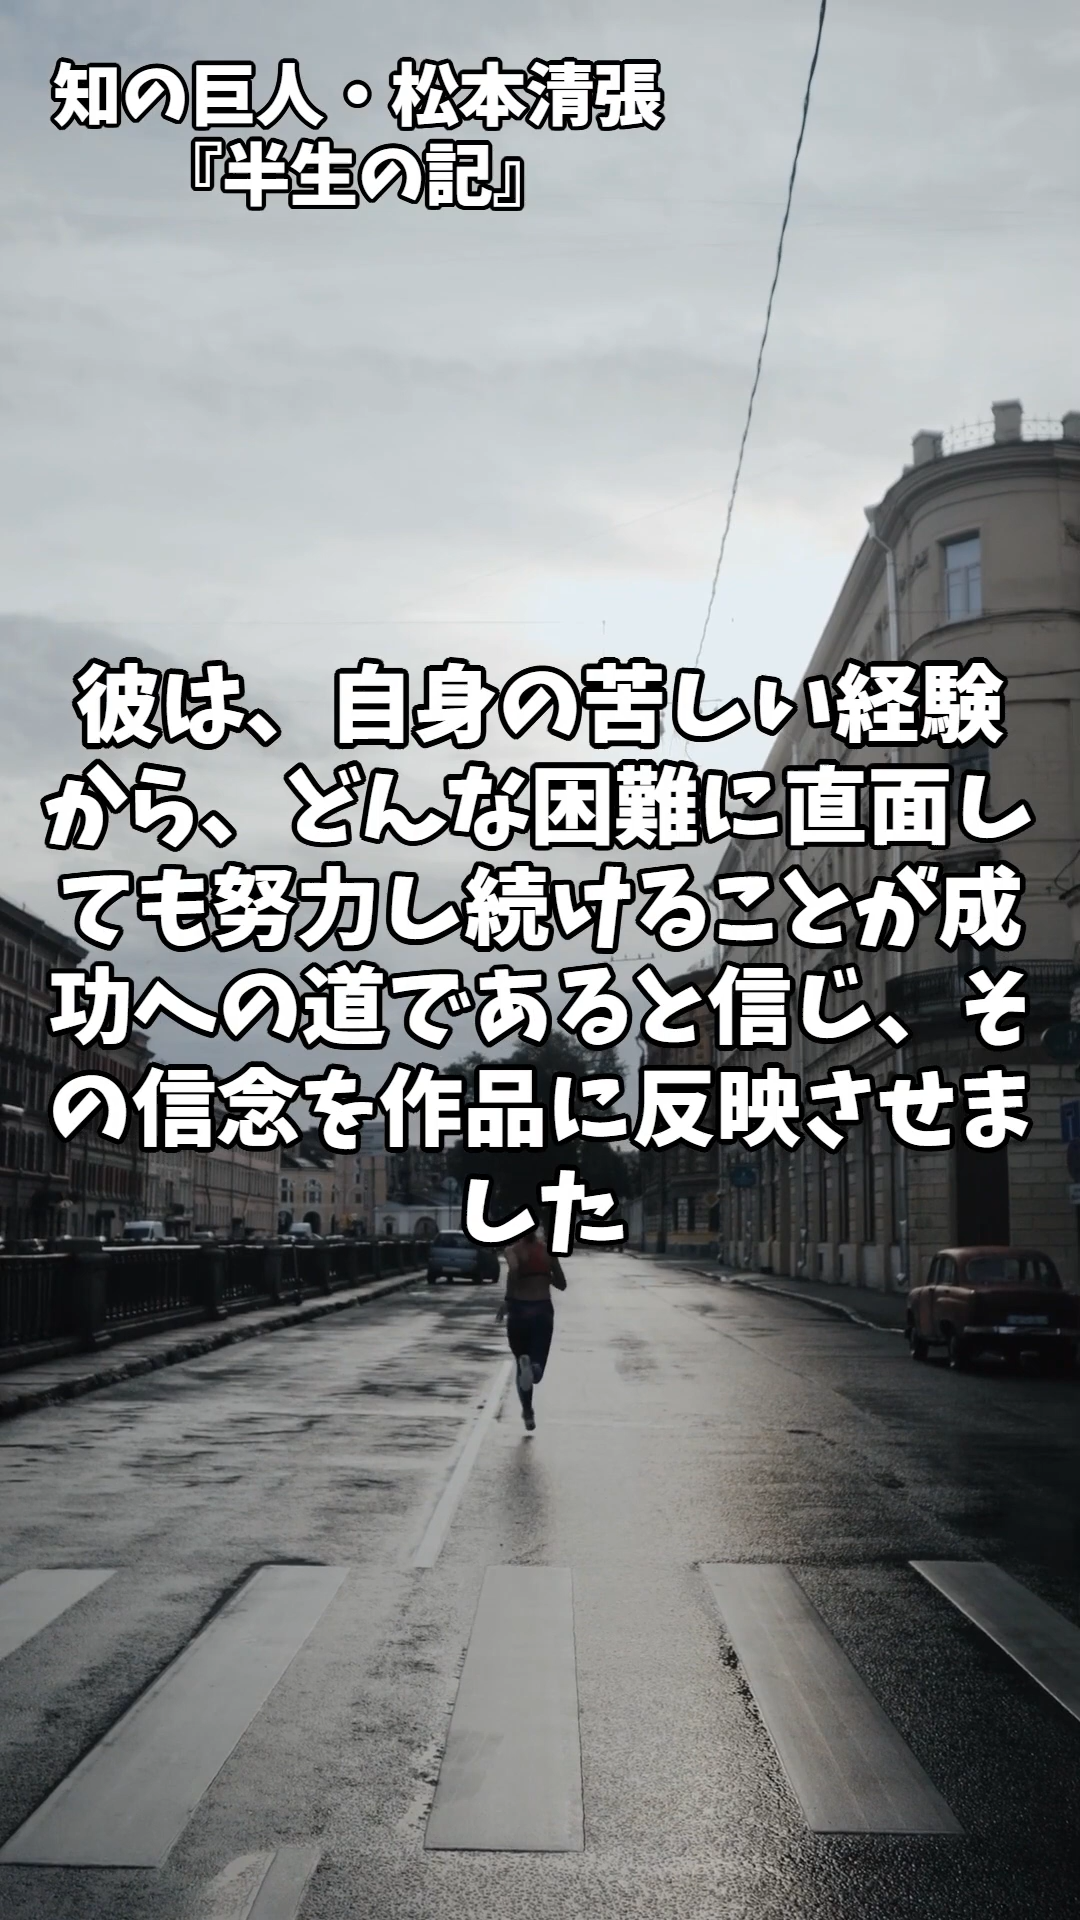 知の巨人・松本清張
『半生の記』
彼は、自身の苦しい経験
から、どんな困難に直面し
ても努力し続けることが成
功への道であると信じ、そ
の信念を作品に反映させま
した